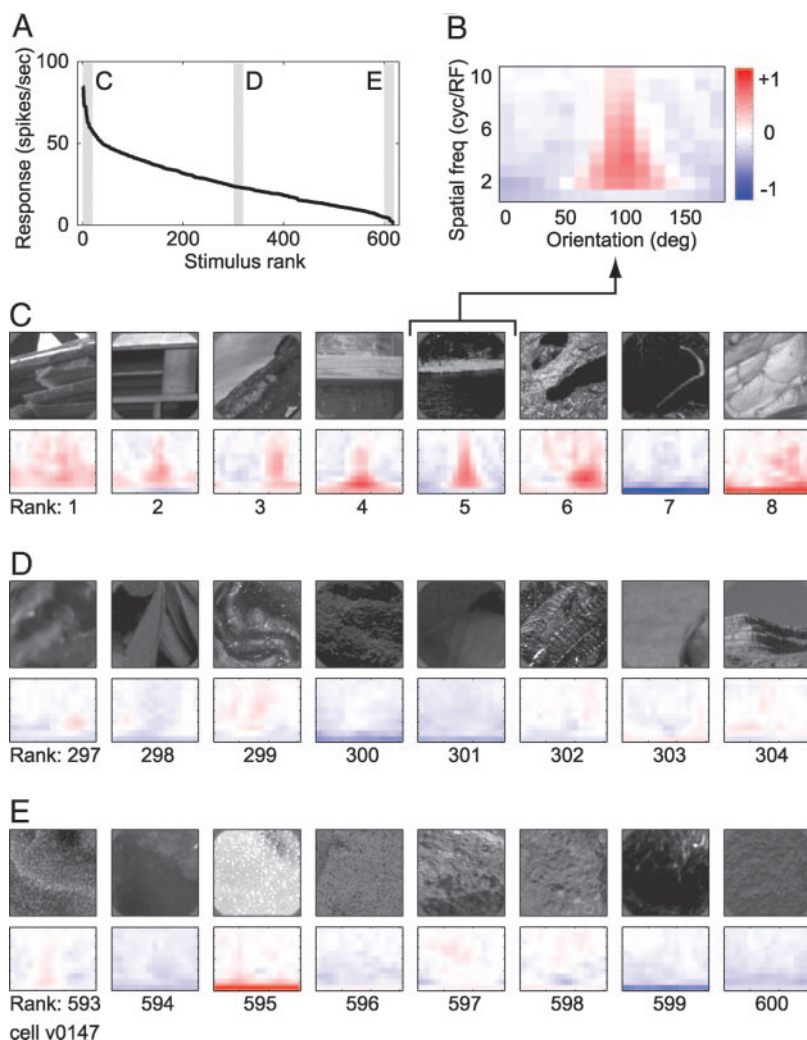 A
Response (spikes/sec)
100
50
0
C
D
E
0
200
400
600
Stimulus rank
B
Spatial freq (cyc/RF)
10
6
2
0
50
100
150
Orientation (deg)
+1
0
-1
C
Rank: 1 2 3 4 5 6 7 8
D
Rank: 297 298 299 300 301 302 303 304
E
Rank: 593 594 595 596 597 598 599 600
cell v0147